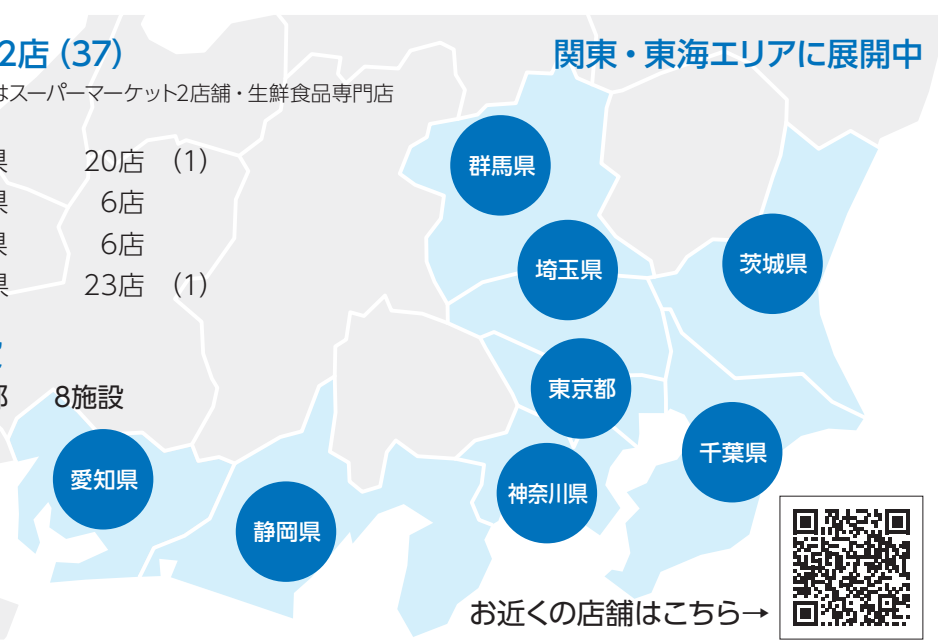 2店 (37)
関東・東海エリアに展開中
はスーパーマーケット2店舗・生鮮食品専門店
県 20店 (1)
県 6店
県 6店
県 23店 (1)
8施設
群馬県
埼玉県
茨城県
東京都
千葉県
愛知県
神奈川県
静岡県
お近くの店舗はこちら→